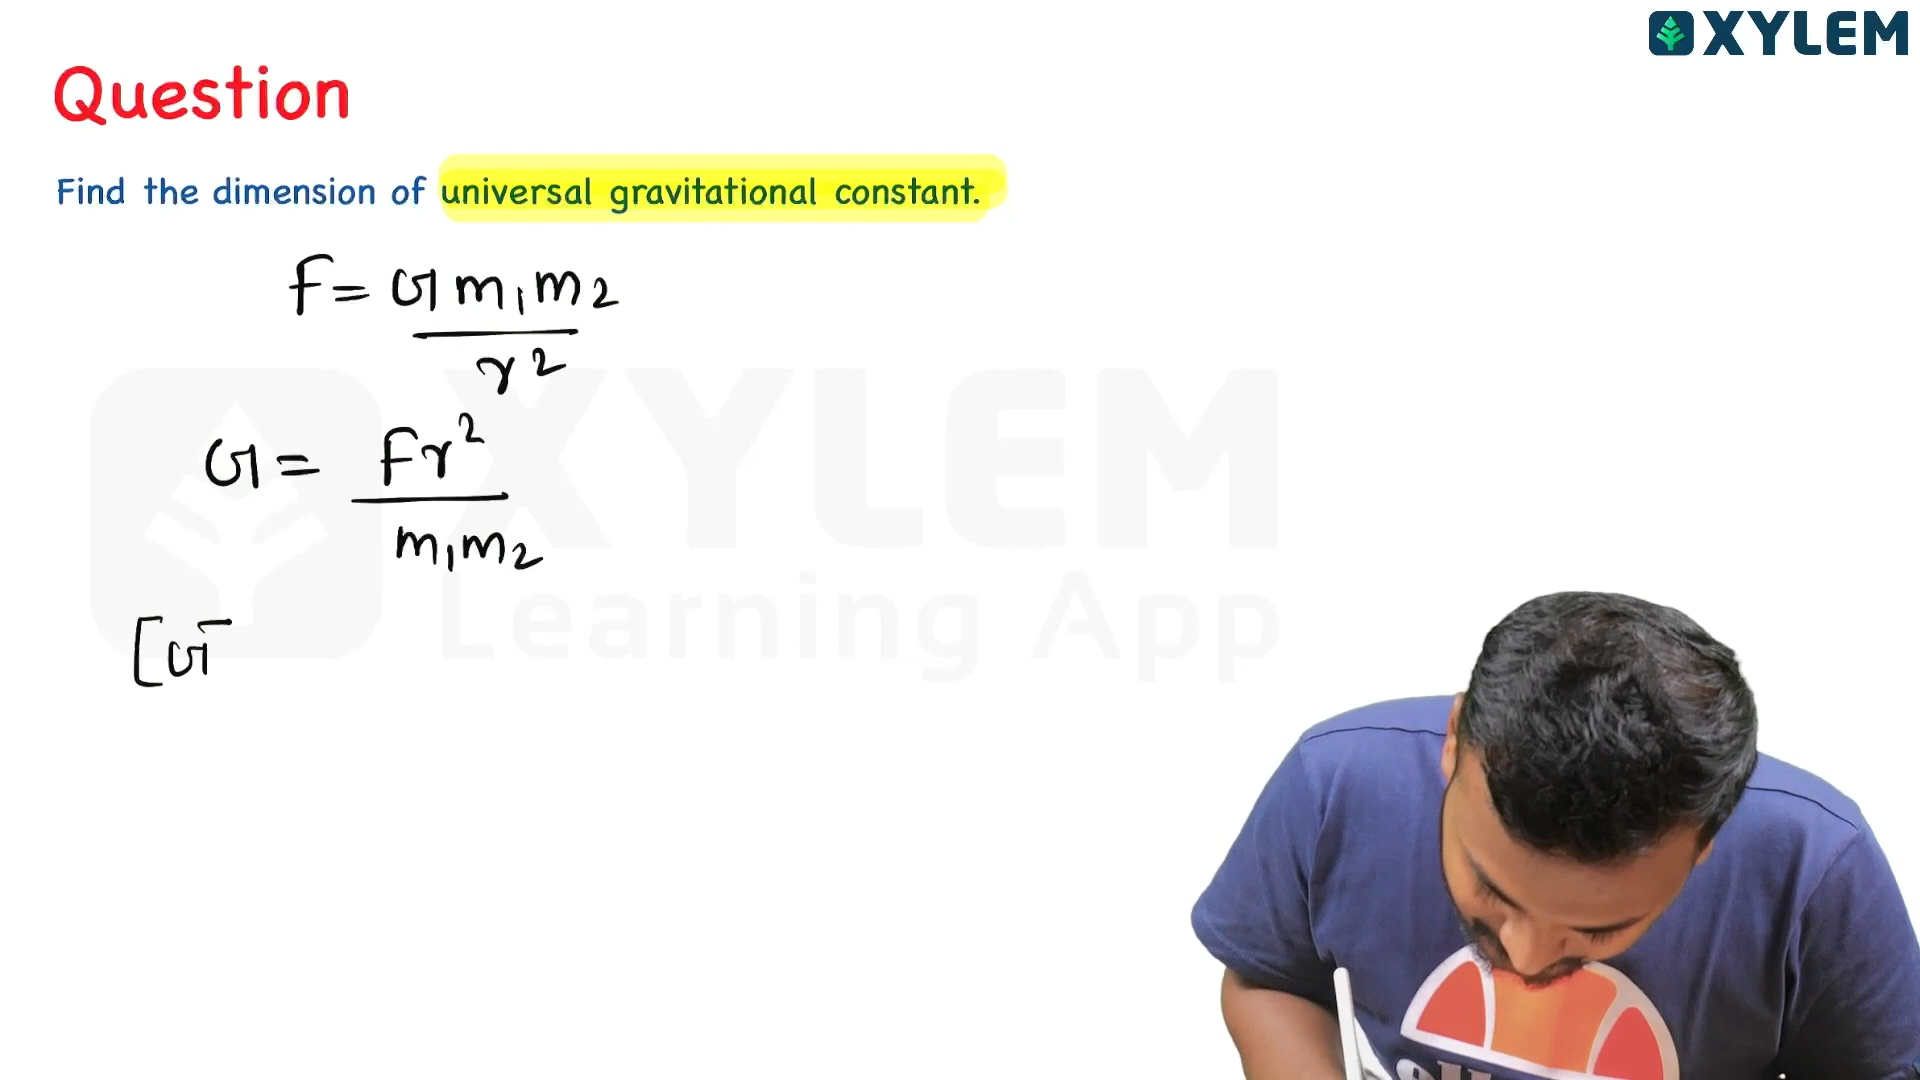 XYLEM
Question
Find the dimension of universal gravitational constant.
F = G m₁m₂
r²
G = Fr²
m₁m₂
[G
XYLEM
Learning App